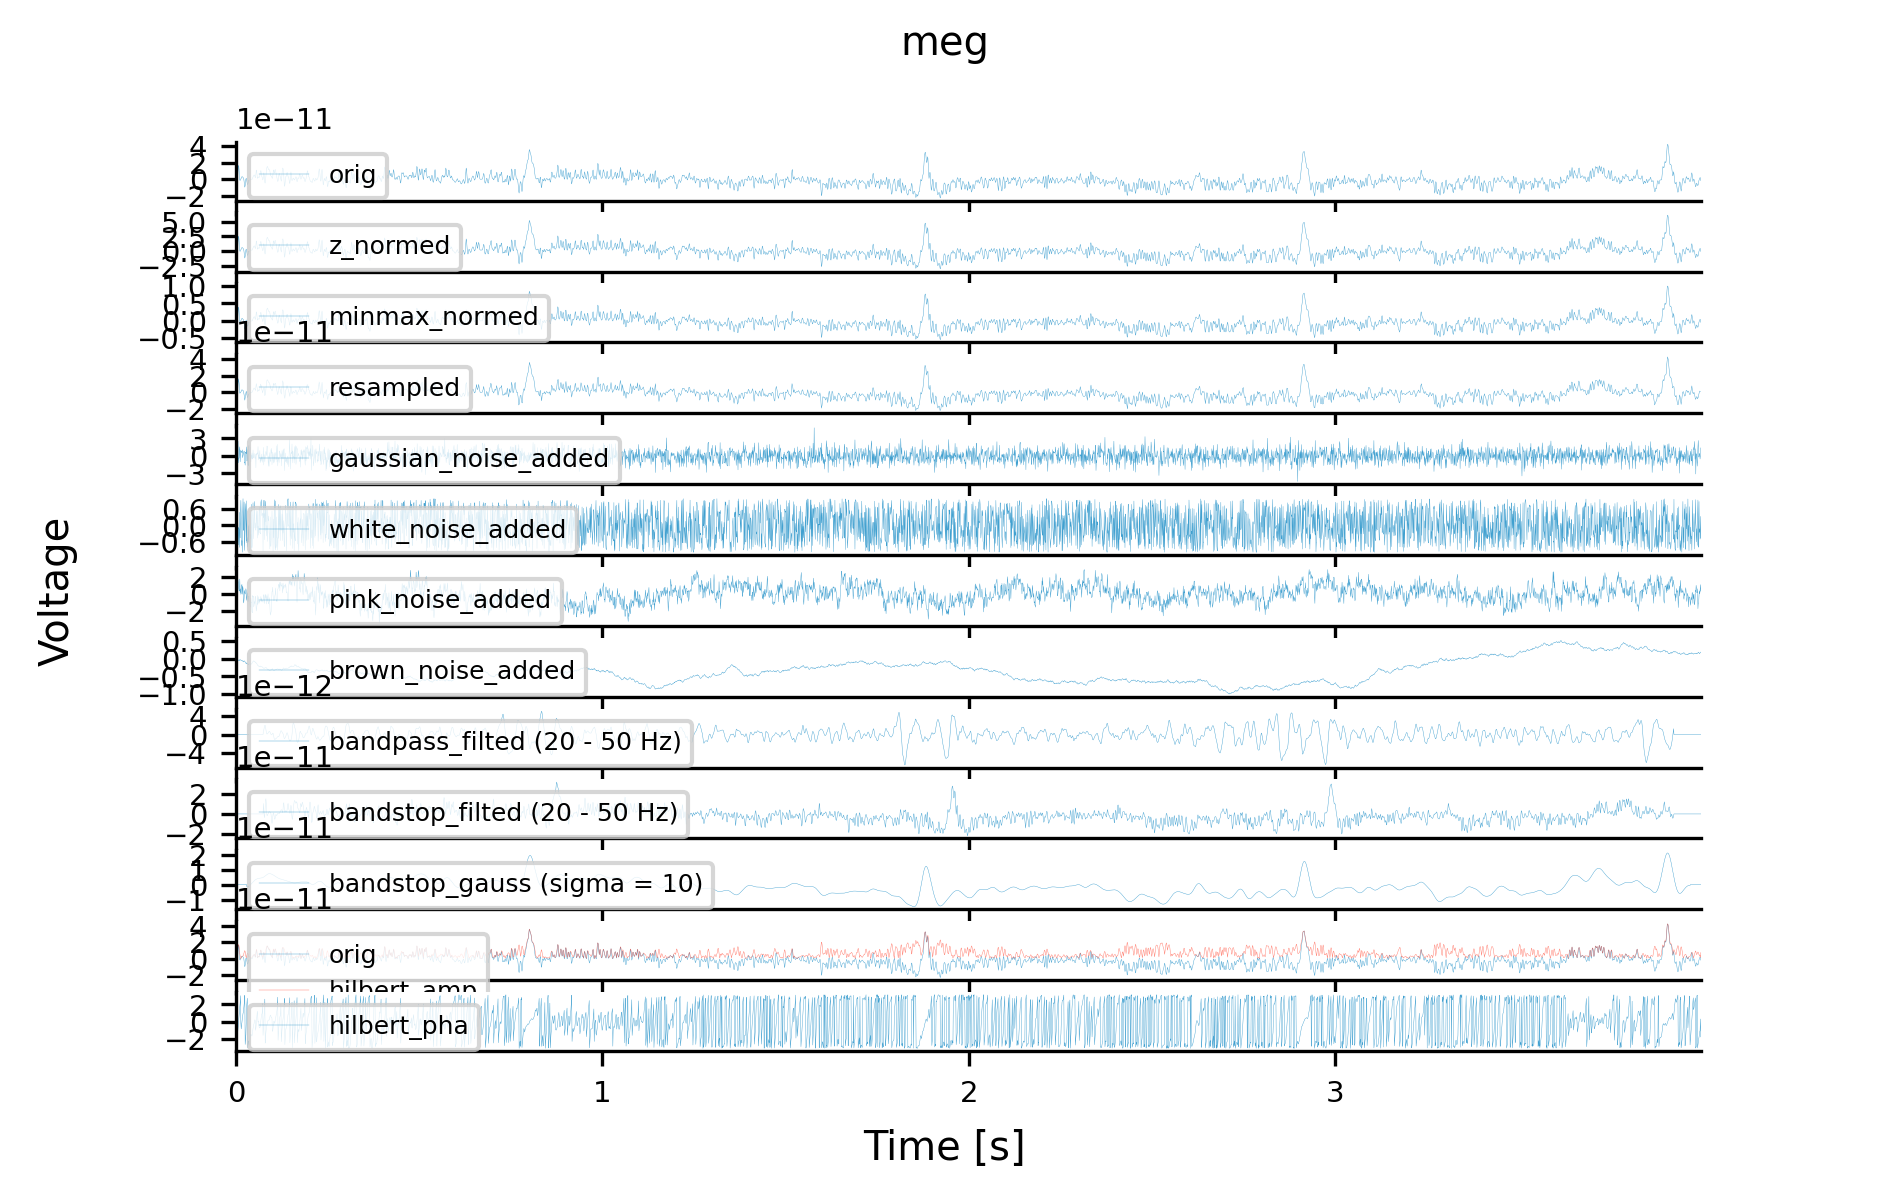 meg
1e−11
4
2
0
−2
orig
5.0
2.5
0.0
−2.5
z_normed
1.0
0.5
0.0
−0.5
minmax_normed
1e−11
4
2
0
−2
resampled
3
0
−3
gaussian_noise_added
0.6
0.0
−0.6
white_noise_added
2
0
−2
pink_noise_added
0.5
0.0
−0.5
−1.0
brown_noise_added
1e−12
4
0
−4
bandpass_filted (20 - 50 Hz)
1e−11
2
0
−2
bandstop_filted (20 - 50 Hz)
1e−11
2
1
0
−1
bandstop_gauss (sigma = 10)
1e−11
4
2
0
−2
orig
hilbert_amp
2
0
−2
hilbert_pha
0 1 2 3
Time [s]
Voltage